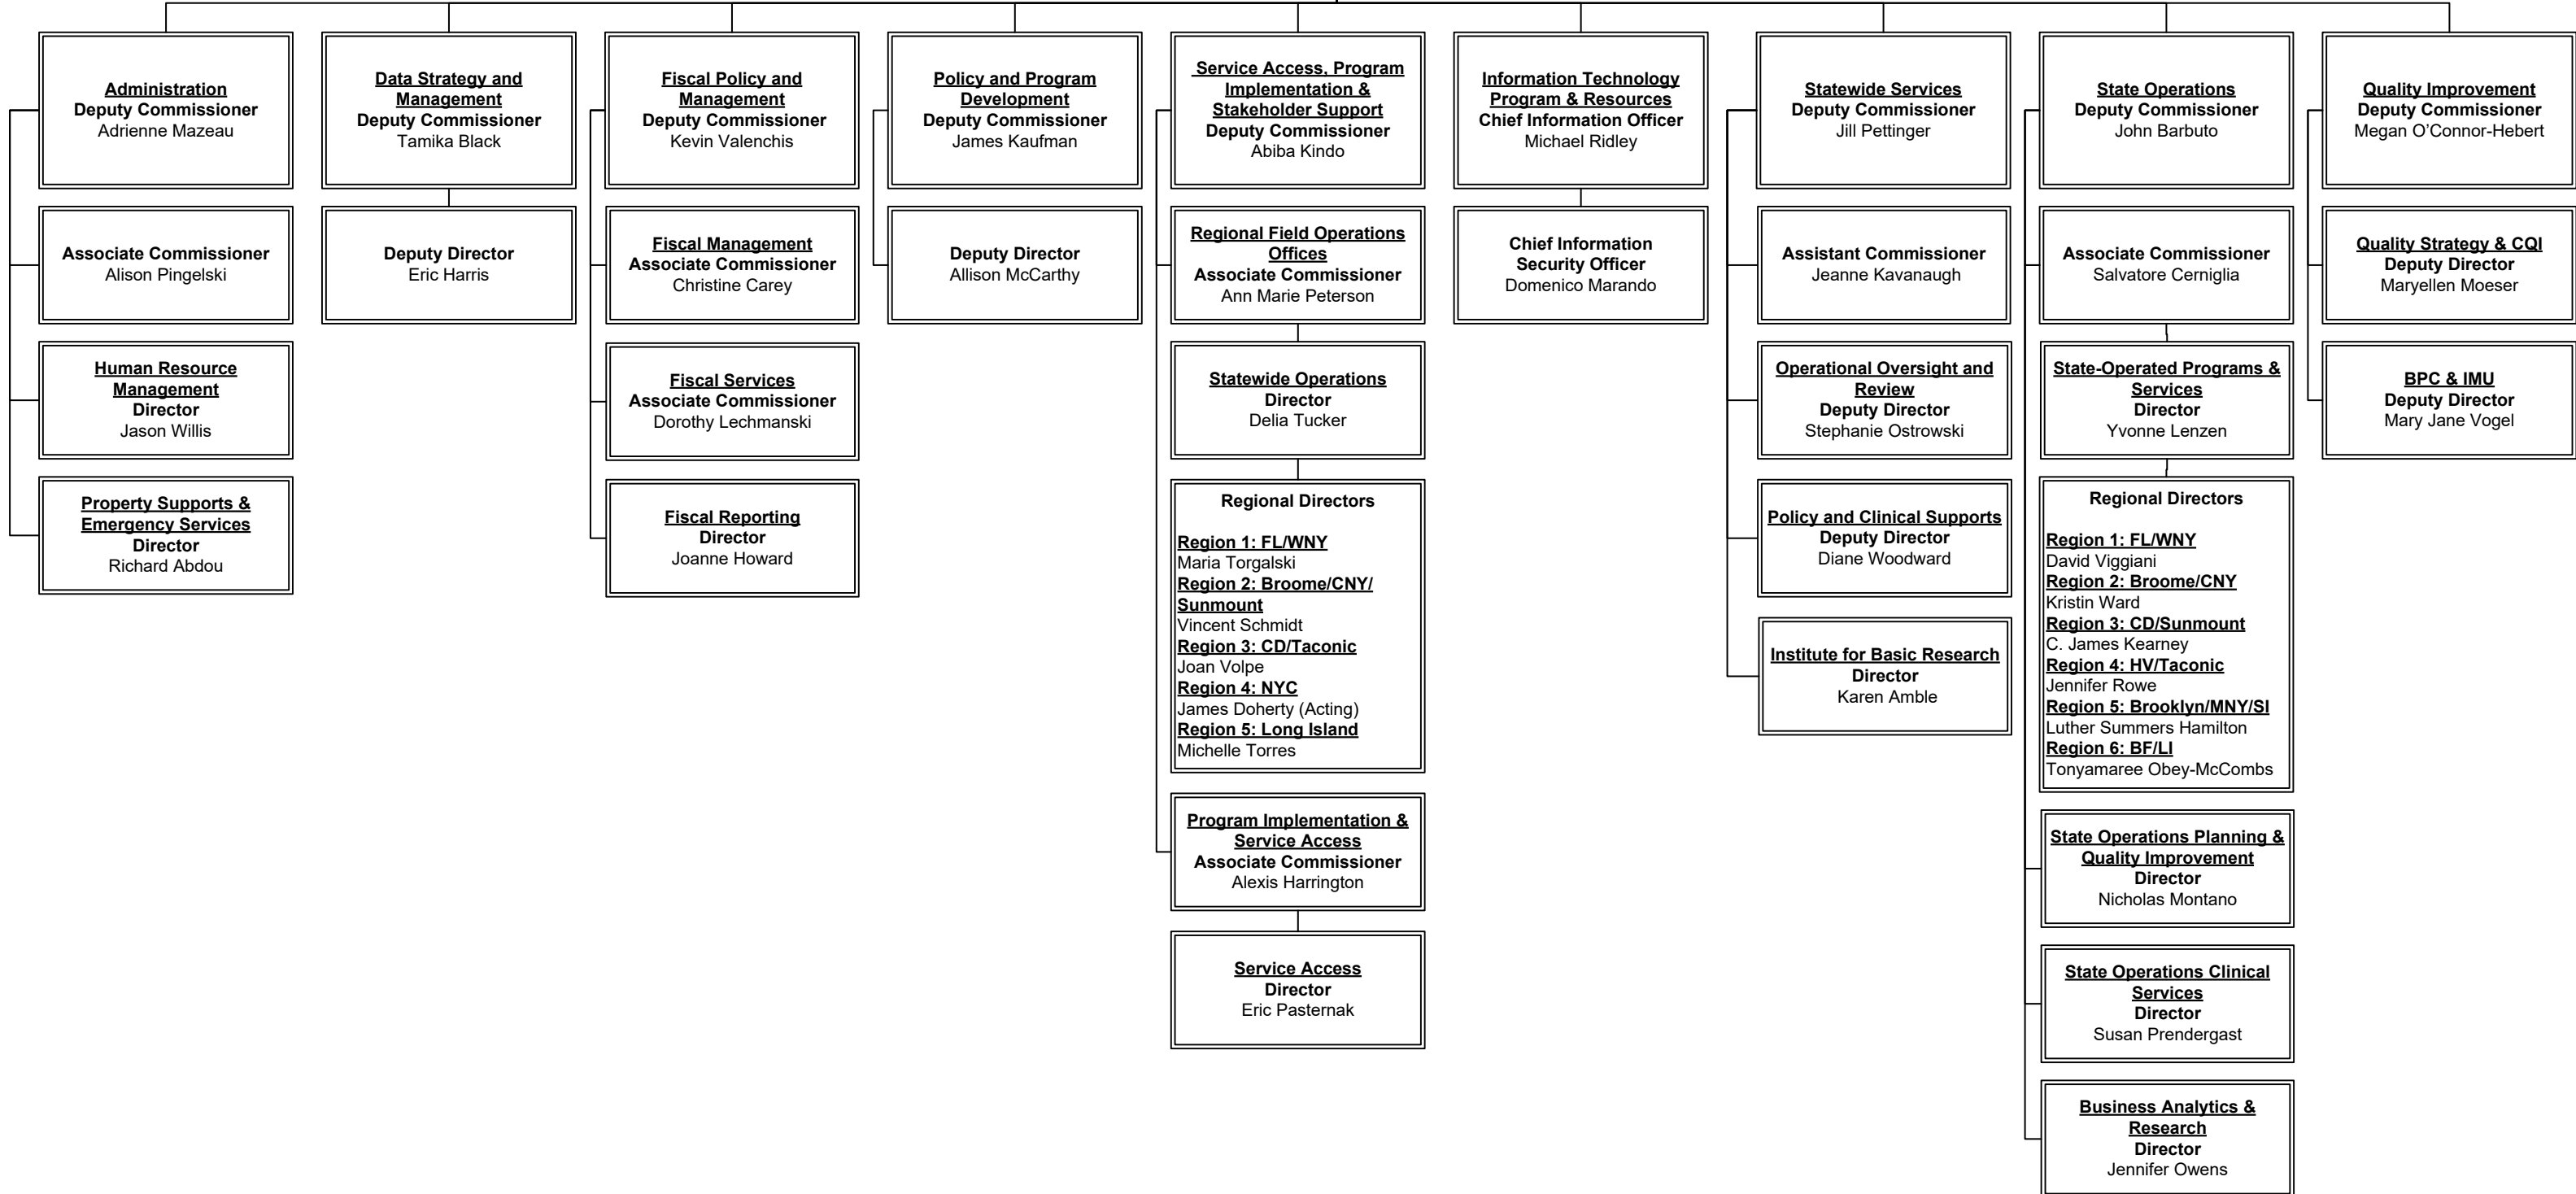 Administration
Deputy Commissioner
Adrienne Mazeau
Associate Commissioner
Alison Pingelski
Human Resource
Management
Director
Jason Willis
Property Supports &
Emergency Services
Director
Richard Abdou
Data Strategy and
Management
Deputy Commissioner
Tamika Black
Deputy Director
Eric Harris
Fiscal Policy and
Management
Deputy Commissioner
Kevin Valenchis
Fiscal Management
Associate Commissioner
Christine Carey
Fiscal Services
Associate Commissioner
Dorothy Lechmanski
Fiscal Reporting
Director
Joanne Howard
Policy and Program
Development
Deputy Commissioner
James Kaufman
Deputy Director
Allison McCarthy
Service Access, Program
Implementation &
Stakeholder Support
Deputy Commissioner
Abiba Kindo
Regional Field Operations
Offices
Associate Commissioner
Ann Marie Peterson
Statewide Operations
Director
Delia Tucker
Regional Directors
Region 1: FL/WNY
Maria Torgalski
Region 2: Broome/CNY/
Sunmount
Vincent Schmidt
Region 3: CD/Taconic
Joan Volpe
Region 4: NYC
James Doherty (Acting)
Region 5: Long Island
Michelle Torres
Program Implementation &
Service Access
Associate Commissioner
Alexis Harrington
Service Access
Director
Eric Pasternak
Information Technology
Program & Resources
Chief Information Officer
Michael Ridley
Chief Information
Security Officer
Domenico Marando
Statewide Services
Deputy Commissioner
Jill Pettinger
Assistant Commissioner
Jeanne Kavanaugh
Operational Oversight and
Review
Deputy Director
Stephanie Ostrowski
Policy and Clinical Supports
Deputy Director
Diane Woodward
Institute for Basic Research
Director
Karen Amble
State Operations
Deputy Commissioner
John Barbuto
Associate Commissioner
Salvatore Cerniglia
State-Operated Programs &
Services
Director
Yvonne Lenzen
Regional Directors
Region 1: FL/WNY
David Viggiani
Region 2: Broome/CNY
Kristin Ward
Region 3: CD/Sunmount
C. James Kearney
Region 4: HV/Taconic
Jennifer Rowe
Region 5: Brooklyn/MNY/SI
Luther Summers Hamilton
Region 6: BF/LI
Tonyamaree Obey-McCombs
State Operations Planning &
Quality Improvement
Director
Nicholas Montano
State Operations Clinical
Services
Director
Susan Prendergast
Business Analytics &
Research
Director
Jennifer Owens
Quality Improvement
Deputy Commissioner
Megan O’Connor-Hebert
Quality Strategy & CQI
Deputy Director
Maryellen Moeser
BPC & IMU
Deputy Director
Mary Jane Vogel